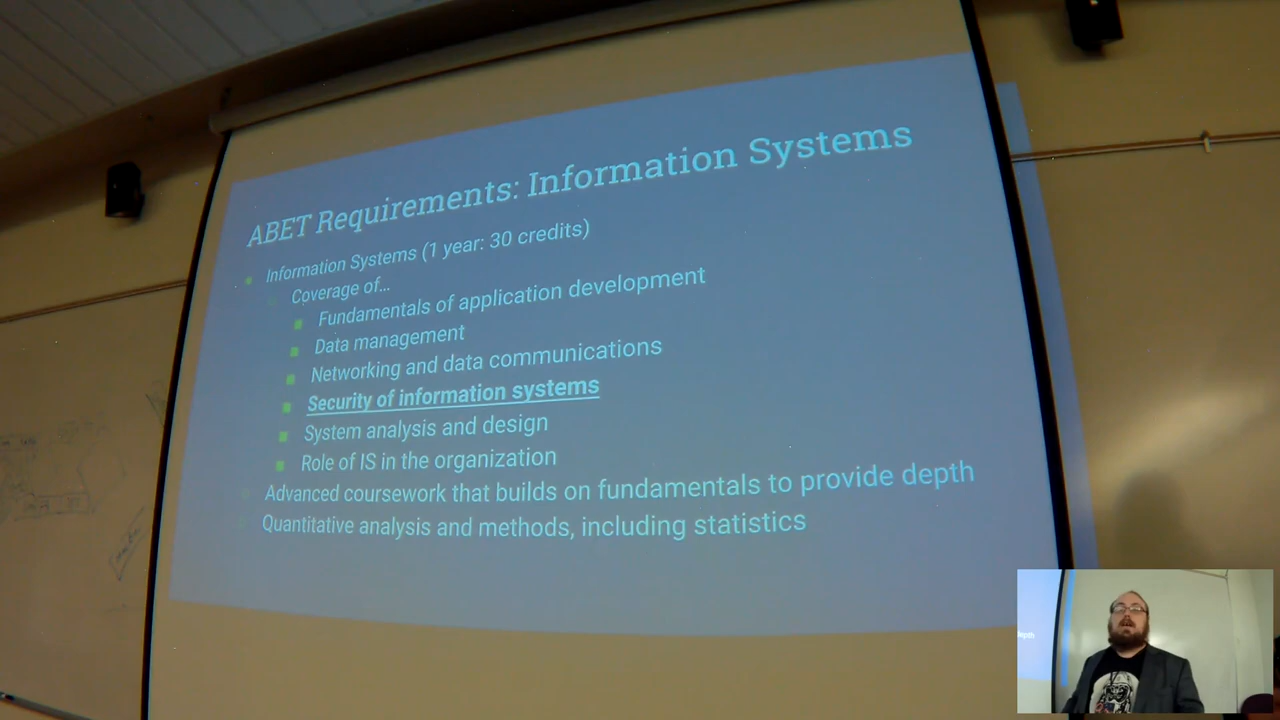 ABET Requirements: Information Systems
Information Systems (1 year: 30 credits)
Coverage of...
Fundamentals of application development
Data management
Networking and data communications
Security of information systems
System analysis and design
Role of IS in the organization
Advanced coursework that builds on fundamentals to provide depth
Quantitative analysis and methods, including statistics
depth